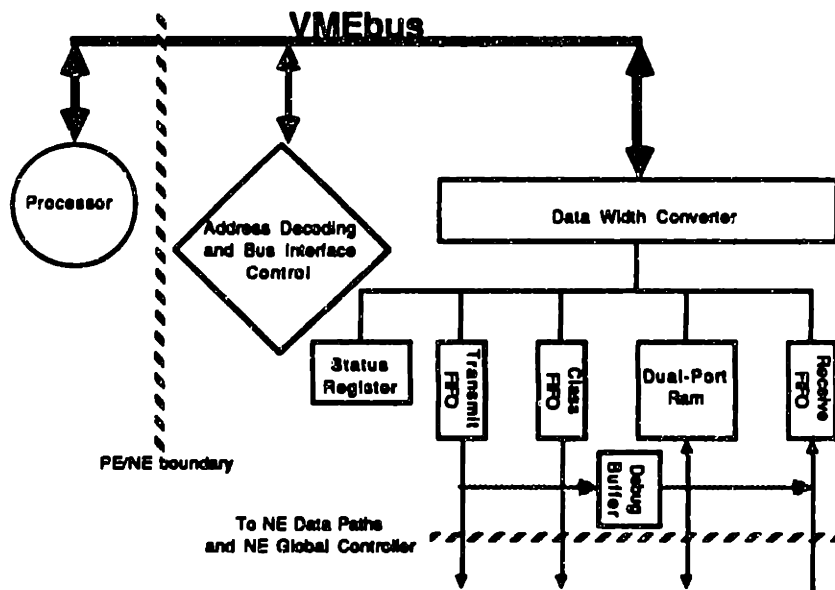 VMEbus
Processor
Address Decoding
and Bus Interface
Control
Data Width Converter
Status
Register
Transmit
FIFO
Class
FIFO
Dual-Port
Ram
Receive
FIFO
PE/NE boundary
Debug
Buffer
To NE Data Paths
and NE Global Controller